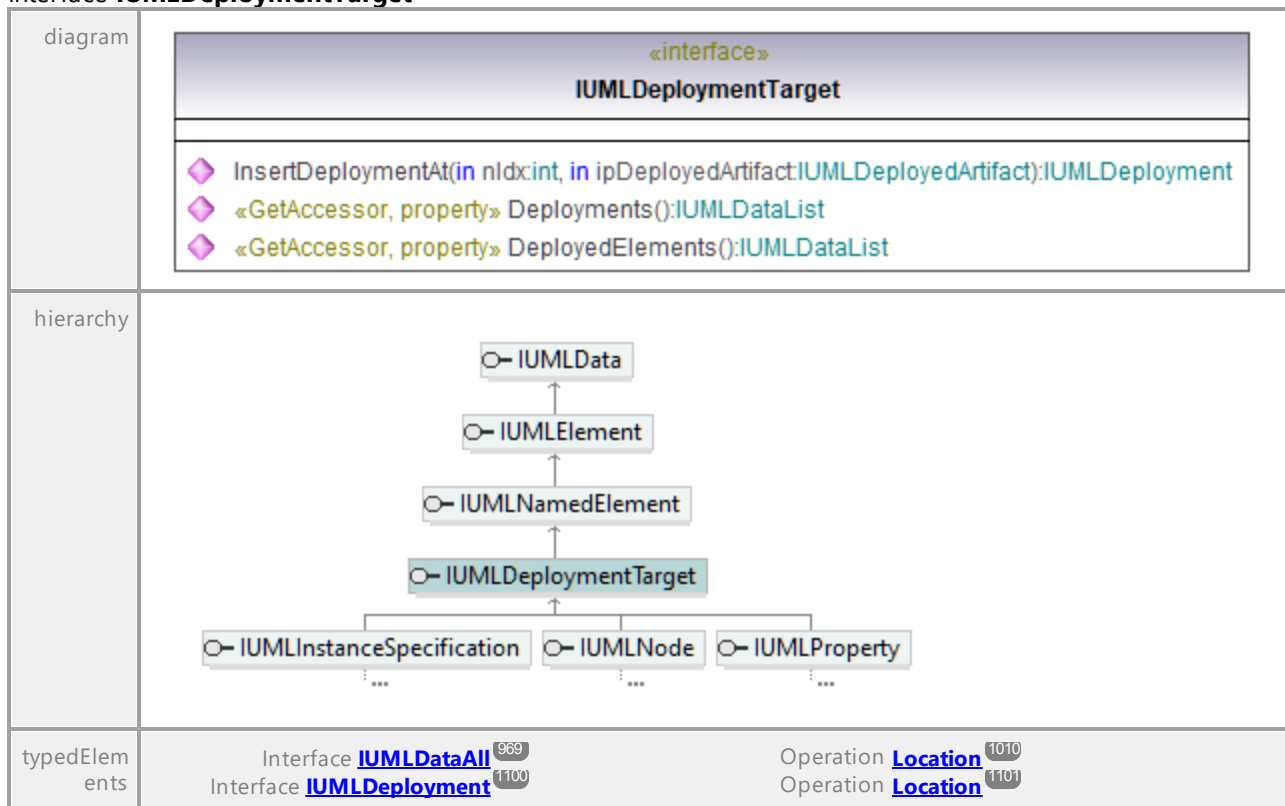 Interface IUMLDeploymentTarget
diagram
«interface»
IUMLDeploymentTarget
InsertDeploymentAt(in nIdx:int, in ipDeployedArtifact:IUMLDeployedArtifact):IUMLDeployment
«GetAccessor, property» Deployments():IUMLDataList
«GetAccessor, property» DeployedElements():IUMLDataList
hierarchy
IUMLData
IUMLElement
IUMLNamedElement
IUMLDeploymentTarget
IUMLInstanceSpecification IUMLNode IUMLProperty
... ... ...
typedElem
ents
Interface IUMLDataAll 969 Operation Location 1010
Interface IUMLDeployment 1100 Operation Location 1101